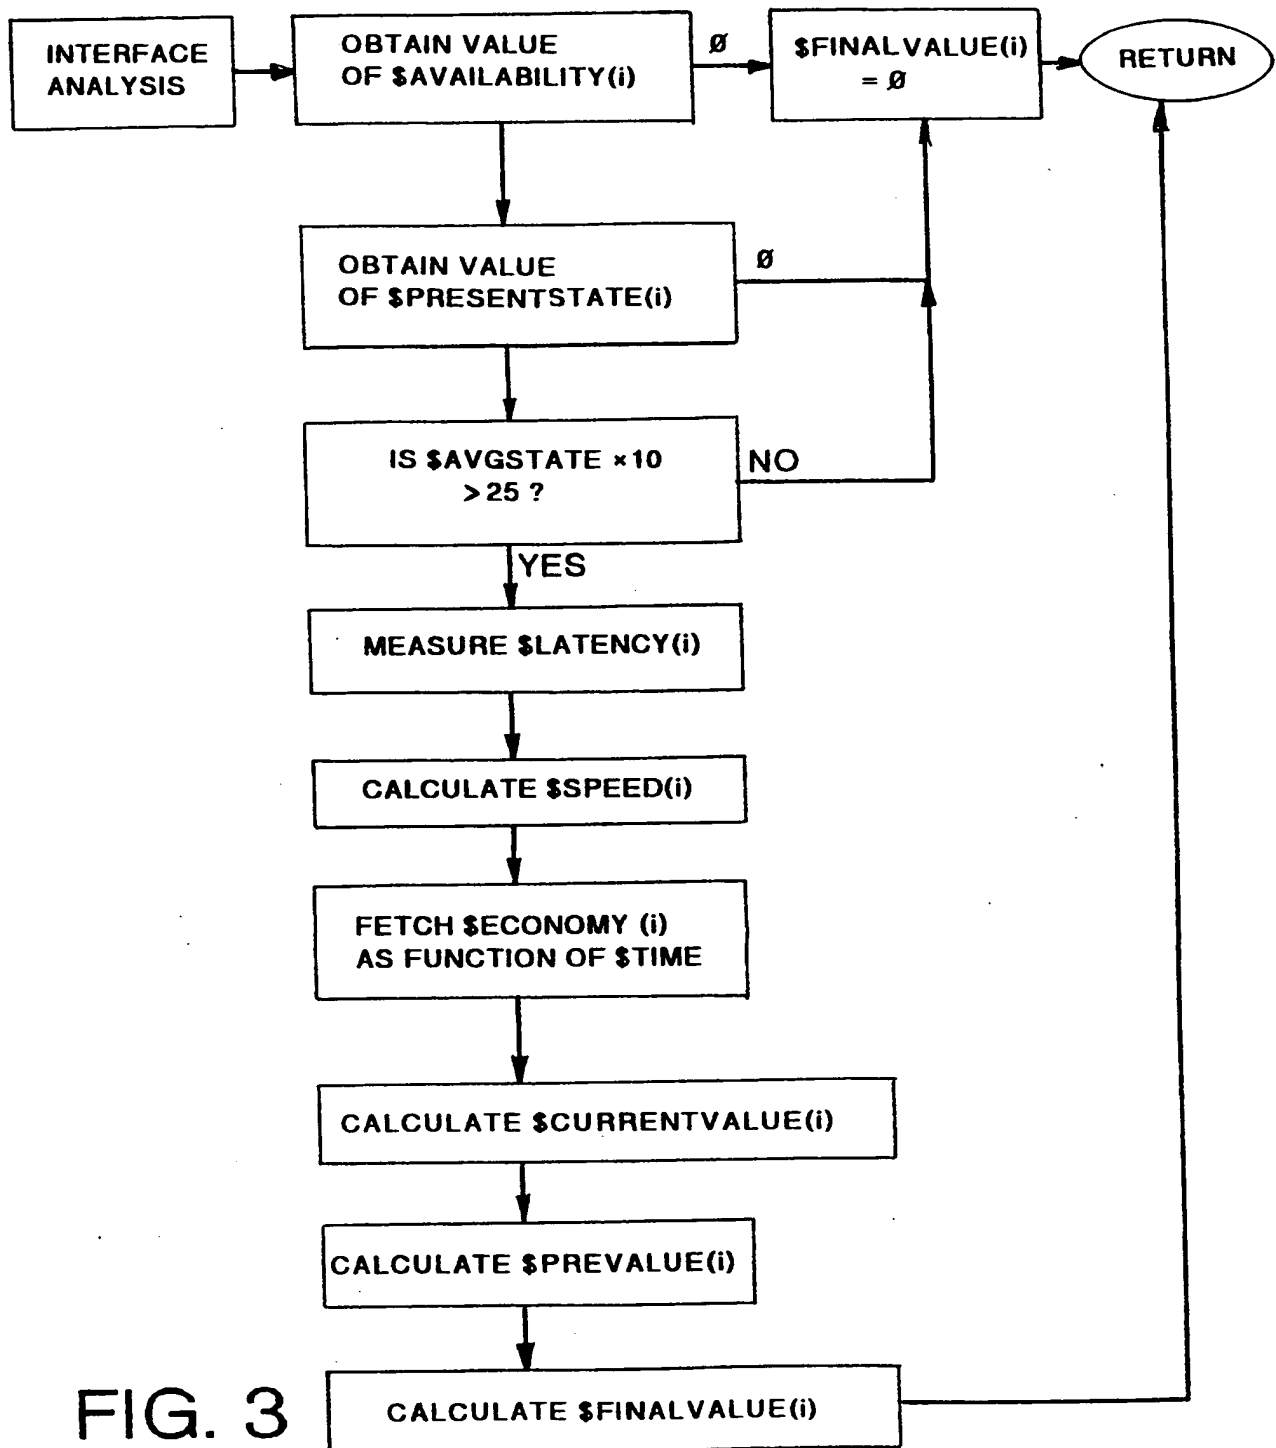 INTERFACE
ANALYSIS
OBTAIN VALUE
OF $AVAILABILITY(i)
Ø
$FINALVALUE(i)
= Ø
RETURN
OBTAIN VALUE
OF $PRESENTSTATE(i)
Ø
IS $AVGSTATE ×10
> 25 ?
NO
YES
MEASURE $LATENCY(i)
CALCULATE $SPEED(i)
FETCH $ECONOMY (i)
AS FUNCTION OF $TIME
CALCULATE $CURRENTVALUE(i)
CALCULATE $PREVALUE(i)
CALCULATE $FINALVALUE(i)
FIG. 3